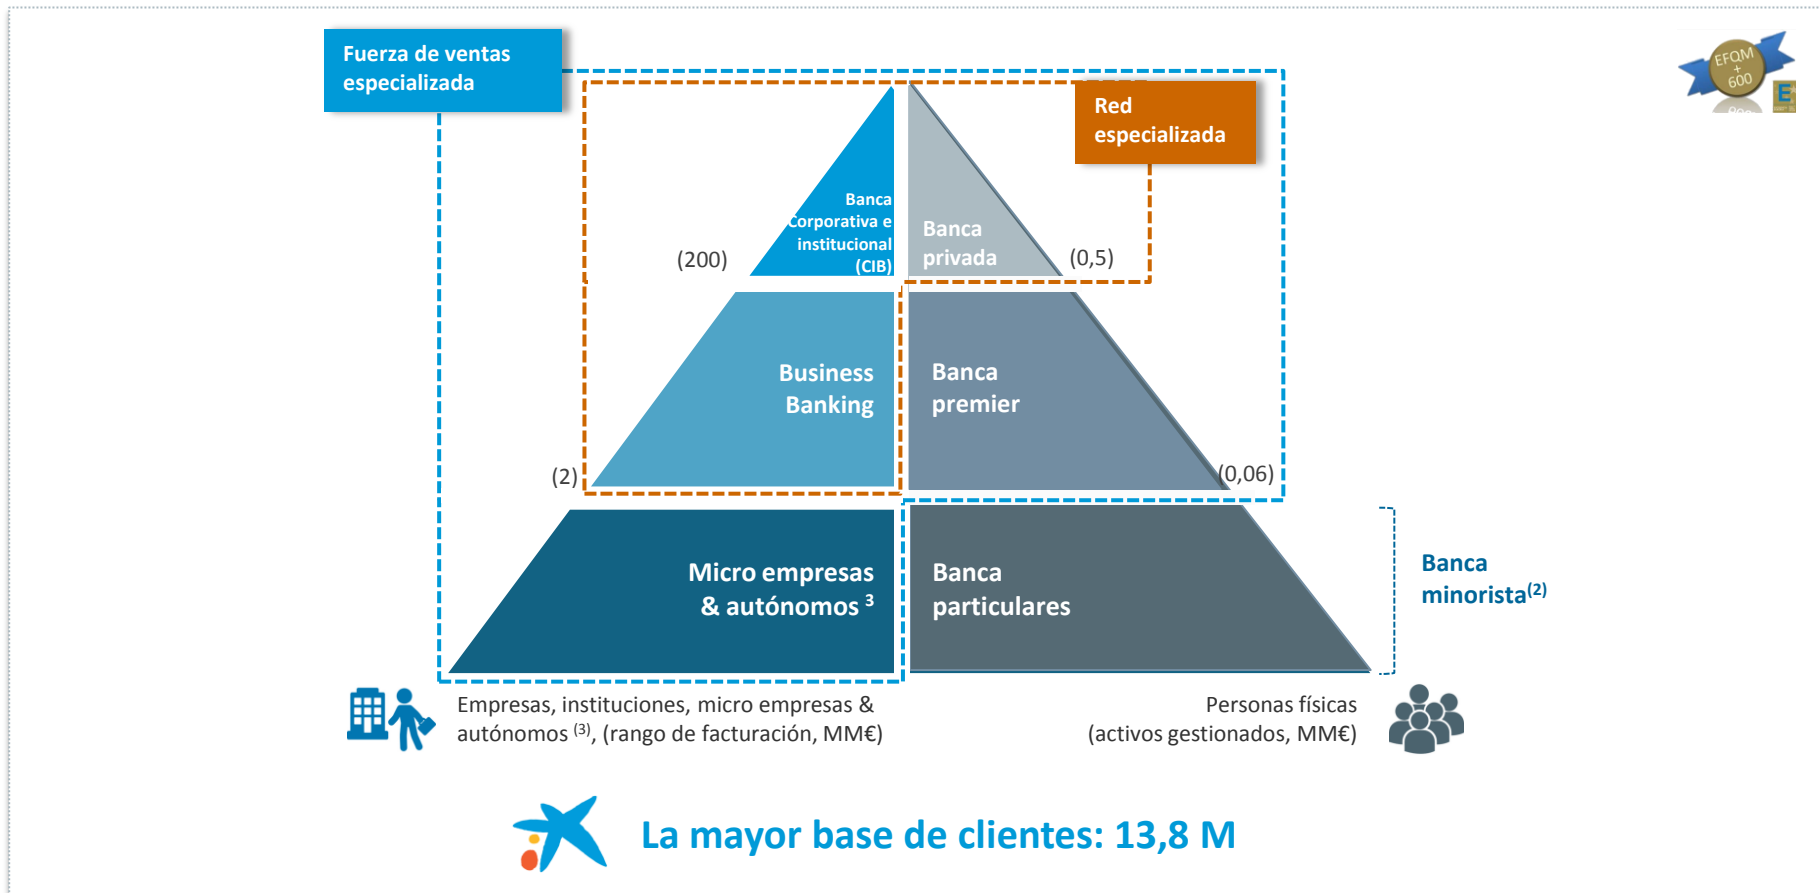 Fuerza de ventas
especializada
EFQM
+
600
E
Red
especializada
Banca
Corporativa e
institucional
(CIB)
Banca
privada
(200)
(0,5)
Business
Banking
Banca
premier
(2)
(0,06)
Micro empresas
& autónomos 3
Banca
particulares
Banca
minorista(2)
Empresas, instituciones, micro empresas &
autónomos (3), (rango de facturación, MM€)
Personas físicas
(activos gestionados, MM€)
La mayor base de clientes: 13,8 M